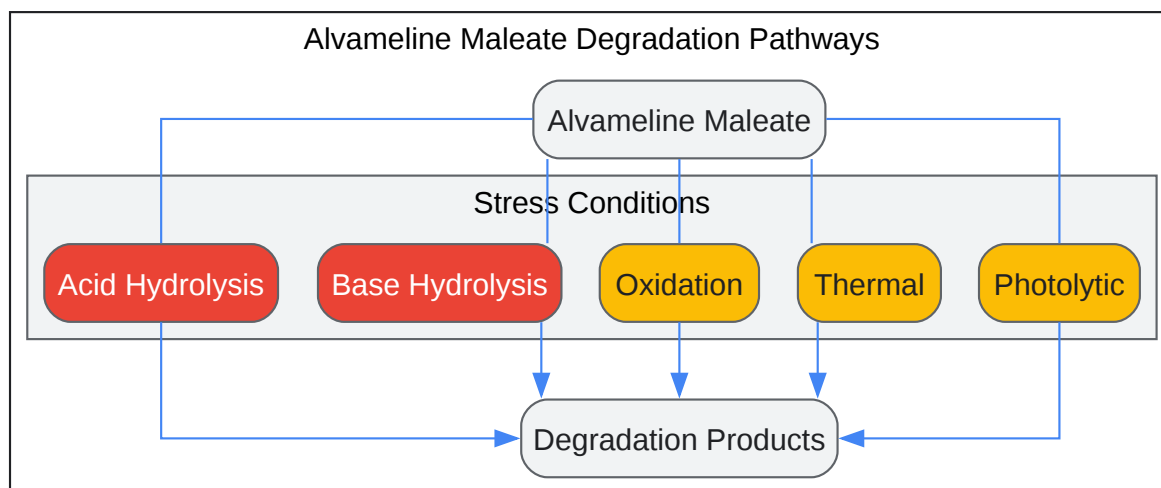 Alvameline Maleate Degradation Pathways
Alvameline Maleate
Stress Conditions
Acid Hydrolysis
Base Hydrolysis
Oxidation
Thermal
Photolytic
Degradation Products